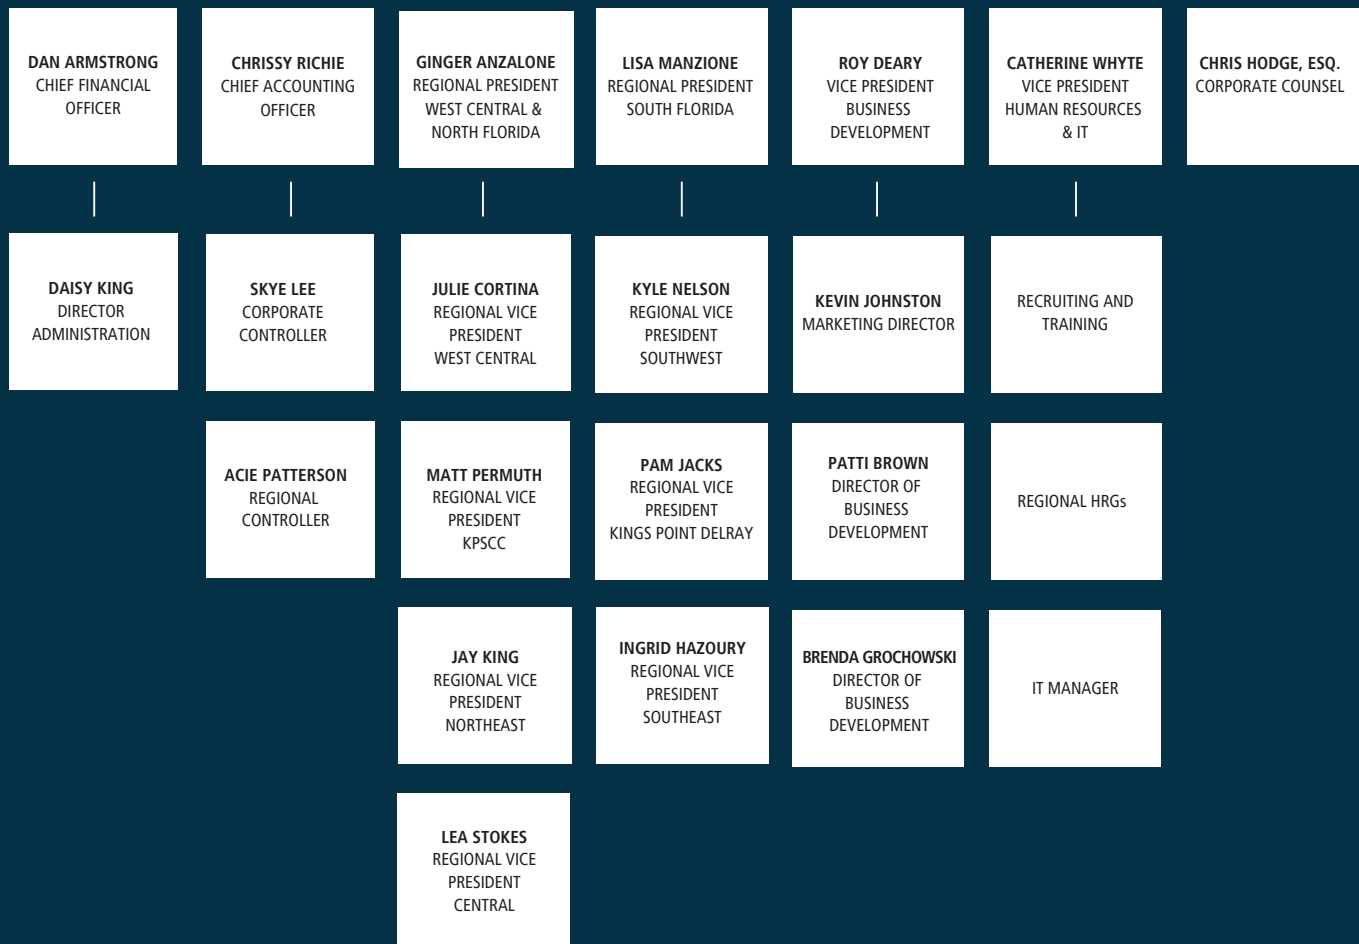 DAN ARMSTRONG
CHIEF FINANCIAL
OFFICER
CHRISSY RICHIE
CHIEF ACCOUNTING
OFFICER
GINGER ANZALONE
REGIONAL PRESIDENT
WEST CENTRAL &
NORTH FLORIDA
LISA MANZIONE
REGIONAL PRESIDENT
SOUTH FLORIDA
ROY DEARY
VICE PRESIDENT
BUSINESS
DEVELOPMENT
CATHERINE WHYTE
VICE PRESIDENT
HUMAN RESOURCES
& IT
CHRIS HODGE, ESQ.
CORPORATE COUNSEL
DAISY KING
DIRECTOR
ADMINISTRATION
SKYE LEE
CORPORATE
CONTROLLER
JULIE CORTINA
REGIONAL VICE
PRESIDENT
WEST CENTRAL
KYLE NELSON
REGIONAL VICE
PRESIDENT
SOUTHWEST
KEVIN JOHNSTON
MARKETING DIRECTOR
RECRUITING AND
TRAINING
ACIE PATTERSON
REGIONAL
CONTROLLER
MATT PERMUTH
REGIONAL VICE
PRESIDENT
KPSCC
PAM JACKS
REGIONAL VICE
PRESIDENT
KINGS POINT DELRAY
PATTI BROWN
DIRECTOR OF
BUSINESS
DEVELOPMENT
REGIONAL HRGs
JAY KING
REGIONAL VICE
PRESIDENT
NORTHEAST
INGRID HAZOURY
REGIONAL VICE
PRESIDENT
SOUTHEAST
BRENDA GROCHOWSKI
DIRECTOR OF
BUSINESS
DEVELOPMENT
IT MANAGER
LEA STOKES
REGIONAL VICE
PRESIDENT
CENTRAL